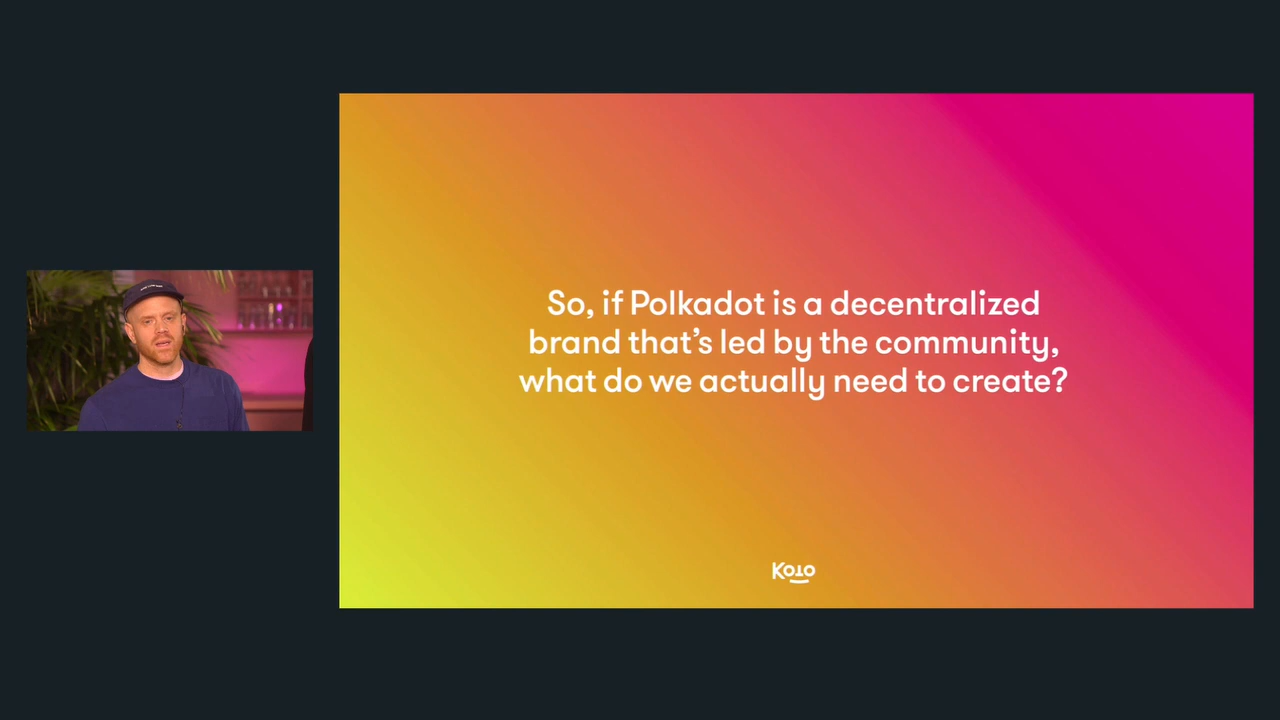 So, if Polkadot is a decentralized
brand that’s led by the community,
what do we actually need to create?
Koto